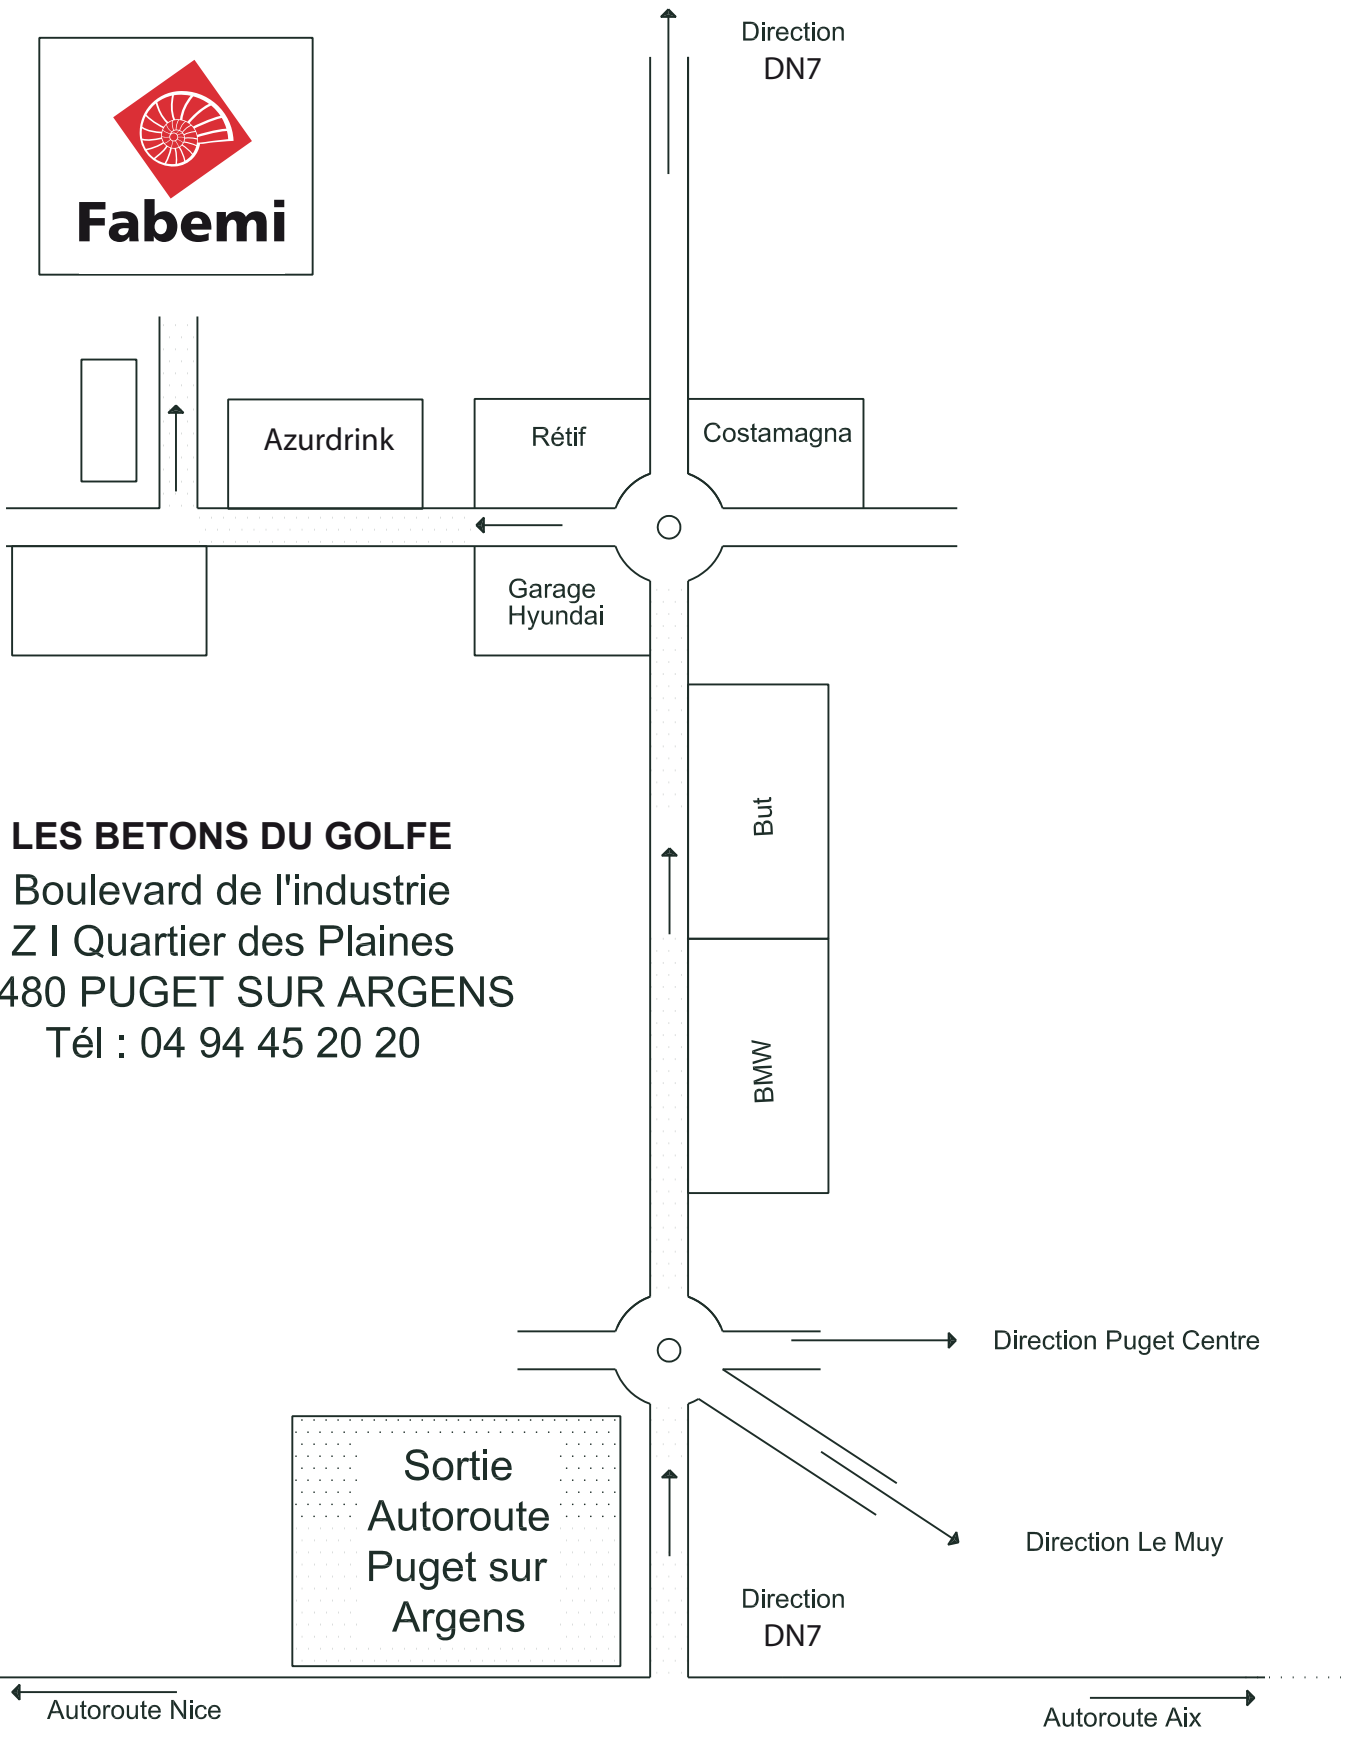 Direction
DN7
Fabemi
Azurdrink
Rétif
Costamagna
Garage
Hyundai
But
LES BETONS DU GOLFE
Boulevard de l'industrie
Z I Quartier des Plaines
480 PUGET SUR ARGENS
Tél : 04 94 45 20 20
BMW
Direction Puget Centre
Sortie
Autoroute
Puget sur
Argens
Direction Le Muy
Direction
DN7
Autoroute Nice
Autoroute Aix